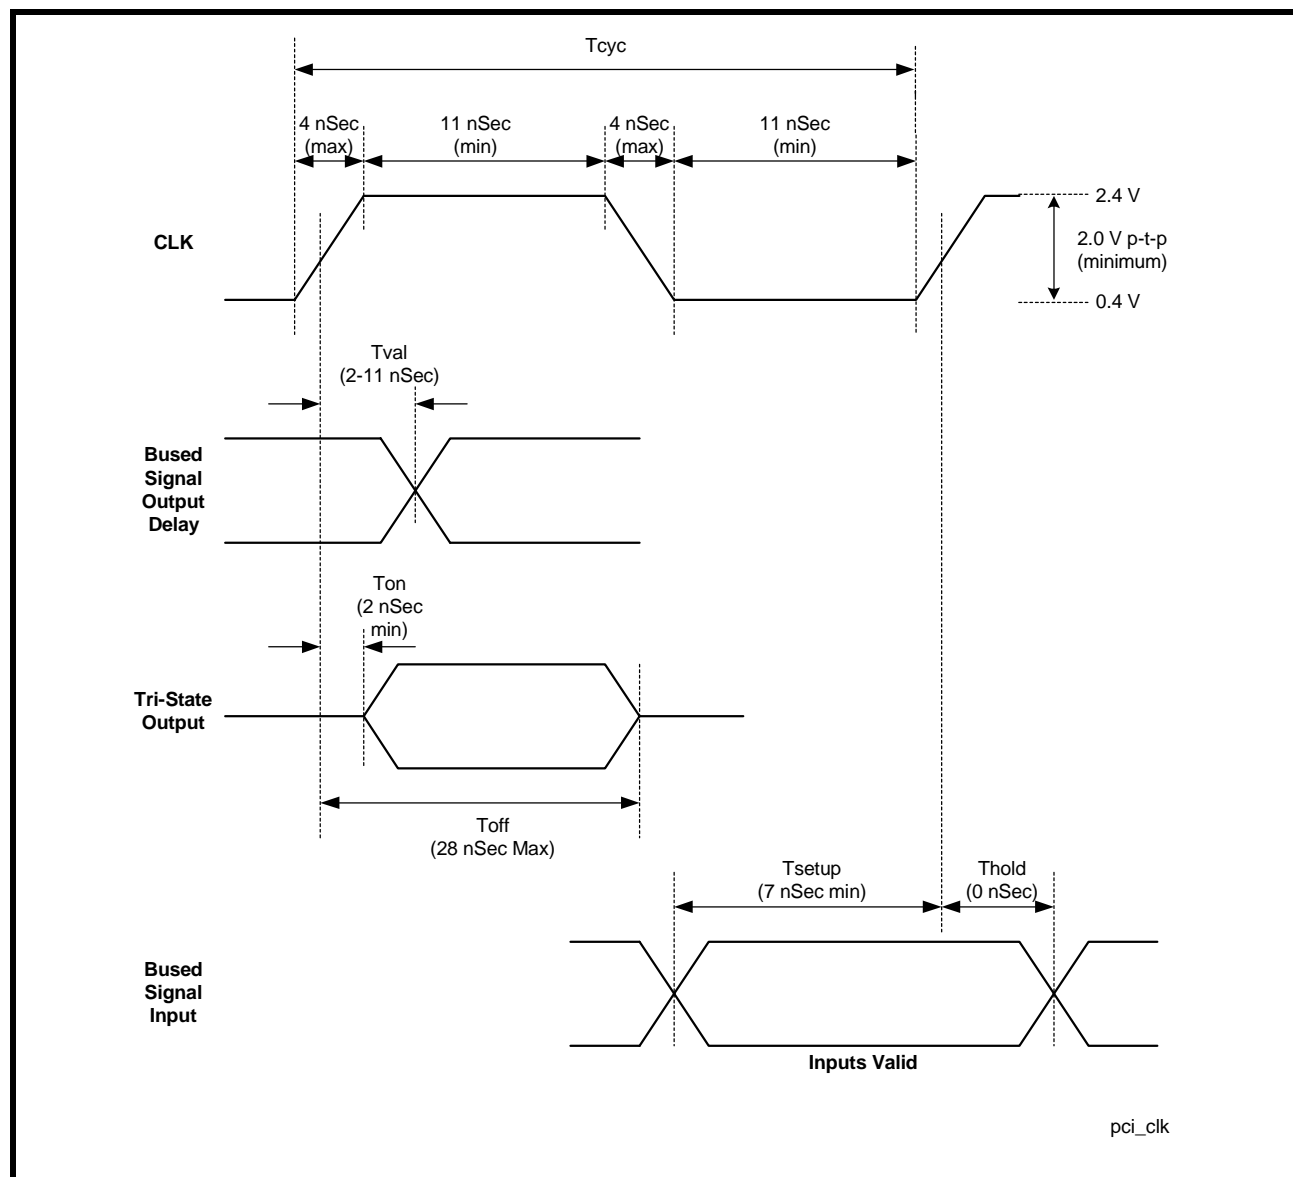 Tcyc
4 nSec
(max)
11 nSec
(min)
4 nSec
(max)
11 nSec
(min)
CLK
2.4 V
2.0 V p-t-p
(minimum)
0.4 V
Tval
(2-11 nSec)
Bused
Signal
Output
Delay
Ton
(2 nSec
min)
Tri-State
Output
Toff
(28 nSec Max)
Tsetup
(7 nSec min)
Thold
(0 nSec)
Bused
Signal
Input
Inputs Valid
pci_clk